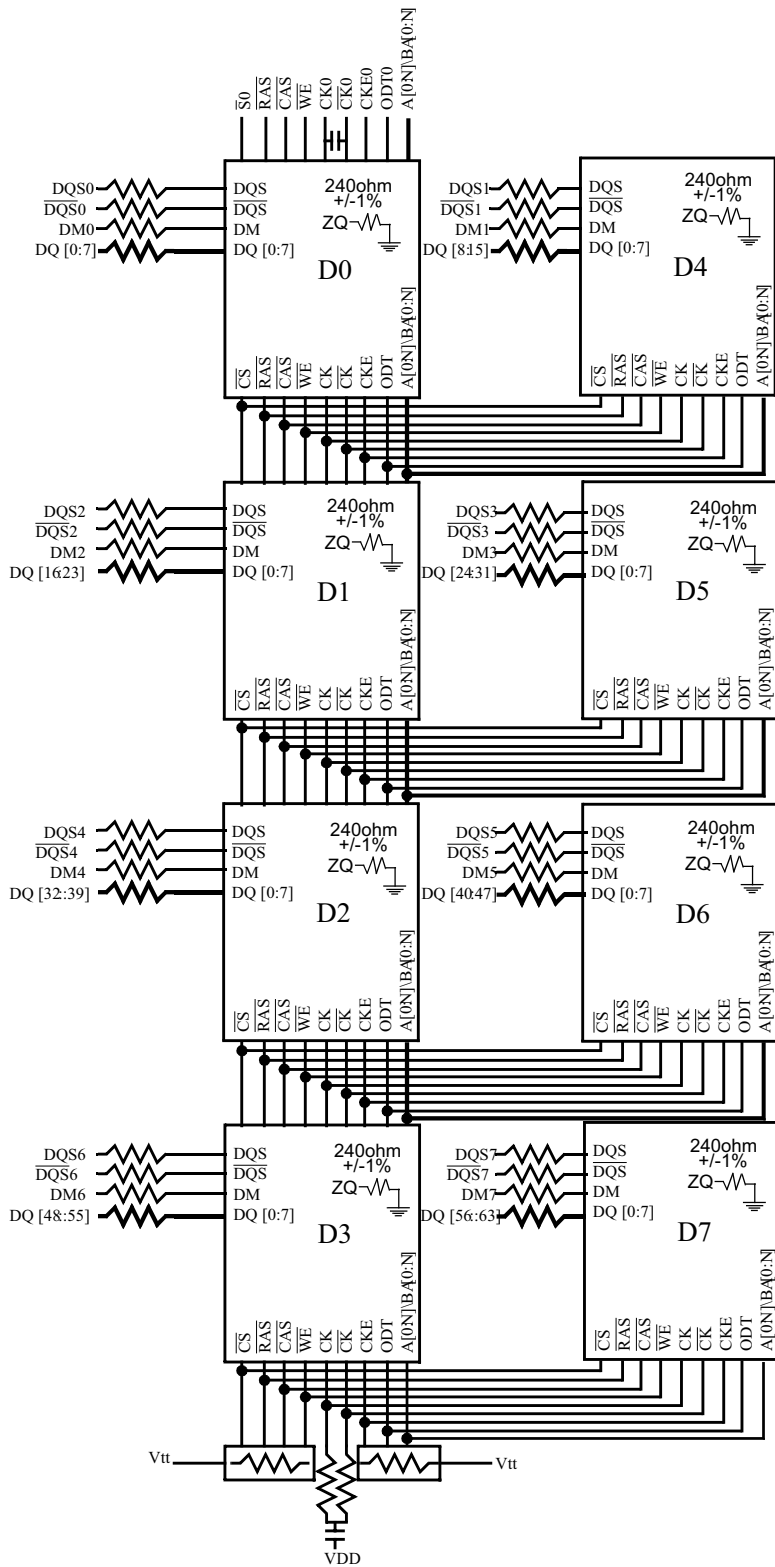 S0 RAS CAS WE CK0 CK0 CKE0 ODT0 A[0:N]\BA[0:N]
DQS0
DQS0
DM0
DQ [0:7]
DQS
DQS
DM
DQ [0:7]
240ohm
+/-1%
ZQ
D0
CS RAS CAS WE CK CK CKE ODT A[0:N]\BA[0:N]
DQS1
DQS1
DM1
DQ [8:15]
DQS
DQS
DM
DQ [0:7]
240ohm
+/-1%
ZQ
D4
CS RAS CAS WE CK CK CKE ODT A[0:N]\BA[0:N]
DQS2
DQS2
DM2
DQ [16:23]
DQS
DQS
DM
DQ [0:7]
240ohm
+/-1%
ZQ
D1
CS RAS CAS WE CK CK CKE ODT A[0:N]\BA[0:N]
DQS3
DQS3
DM3
DQ [24:31]
DQS
DQS
DM
DQ [0:7]
240ohm
+/-1%
ZQ
D5
CS RAS CAS WE CK CK CKE ODT A[0:N]\BA[0:N]
DQS4
DQS4
DM4
DQ [32:39]
DQS
DQS
DM
DQ [0:7]
240ohm
+/-1%
ZQ
D2
CS RAS CAS WE CK CK CKE ODT A[0:N]\BA[0:N]
DQS5
DQS5
DM5
DQ [40:47]
DQS
DQS
DM
DQ [0:7]
240ohm
+/-1%
ZQ
D6
CS RAS CAS WE CK CK CKE ODT A[0:N]\BA[0:N]
DQS6
DQS6
DM6
DQ [48:55]
DQS
DQS
DM
DQ [0:7]
240ohm
+/-1%
ZQ
D3
CS RAS CAS WE CK CK CKE ODT A[0:N]\BA[0:N]
DQS7
DQS7
DM7
DQ [56:63]
DQS
DQS
DM
DQ [0:7]
240ohm
+/-1%
ZQ
D7
CS RAS CAS WE CK CK CKE ODT A[0:N]\BA[0:N]
Vtt
Vtt
VDD